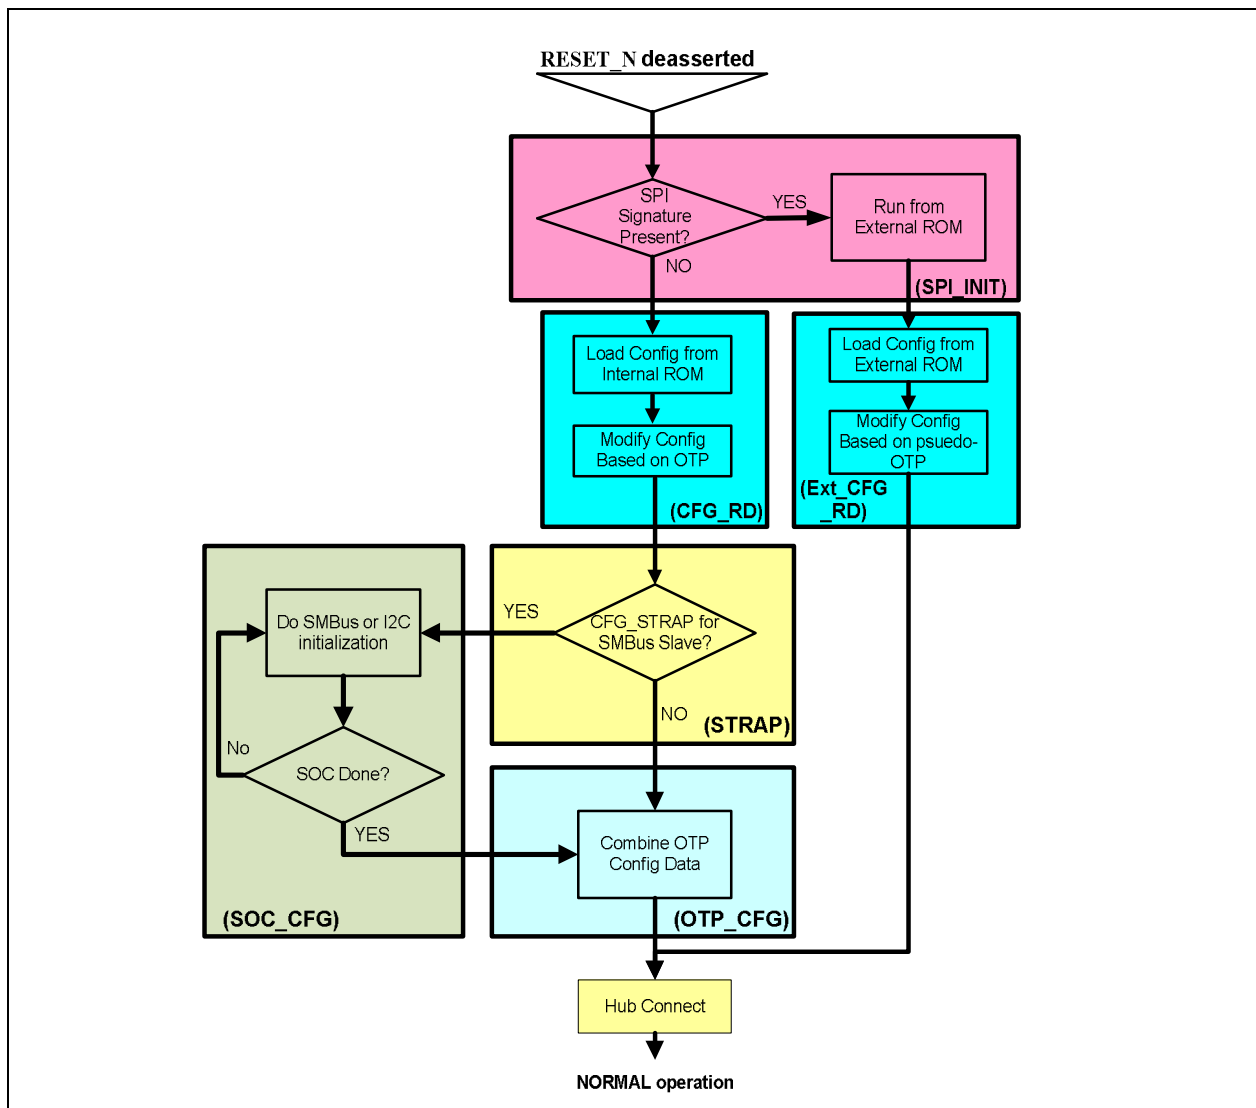 RESET_N deasserted
SPI
Signature
Present?
YES
Run from
External ROM
NO
(SPI_INIT)
Load Config from
Internal ROM
Load Config from
External ROM
Modify Config
Based on OTP
Modify Config
Based on psuedo-
OTP
(CFG_RD)
(Ext_CFG
_RD)
Do SMBus or I2C
initialization
YES
CFG_STRAP for
SMBus Slave?
NO
(STRAP)
No
SOC Done?
YES
Combine OTP
Config Data
(SOC_CFG)
(OTP_CFG)
Hub Connect
NORMAL operation